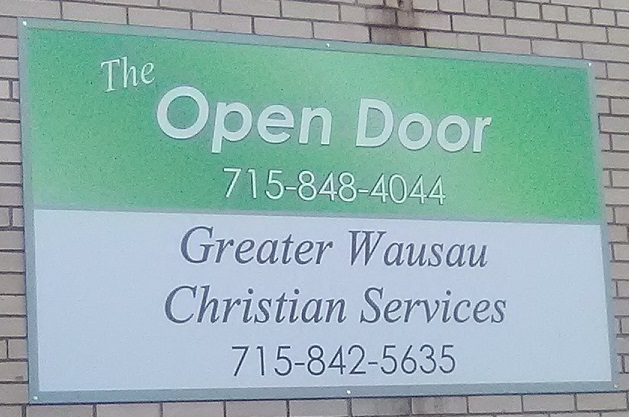 The
Open Door
715-848-4044
Greater Wausau
Christian Services
715-842-5635